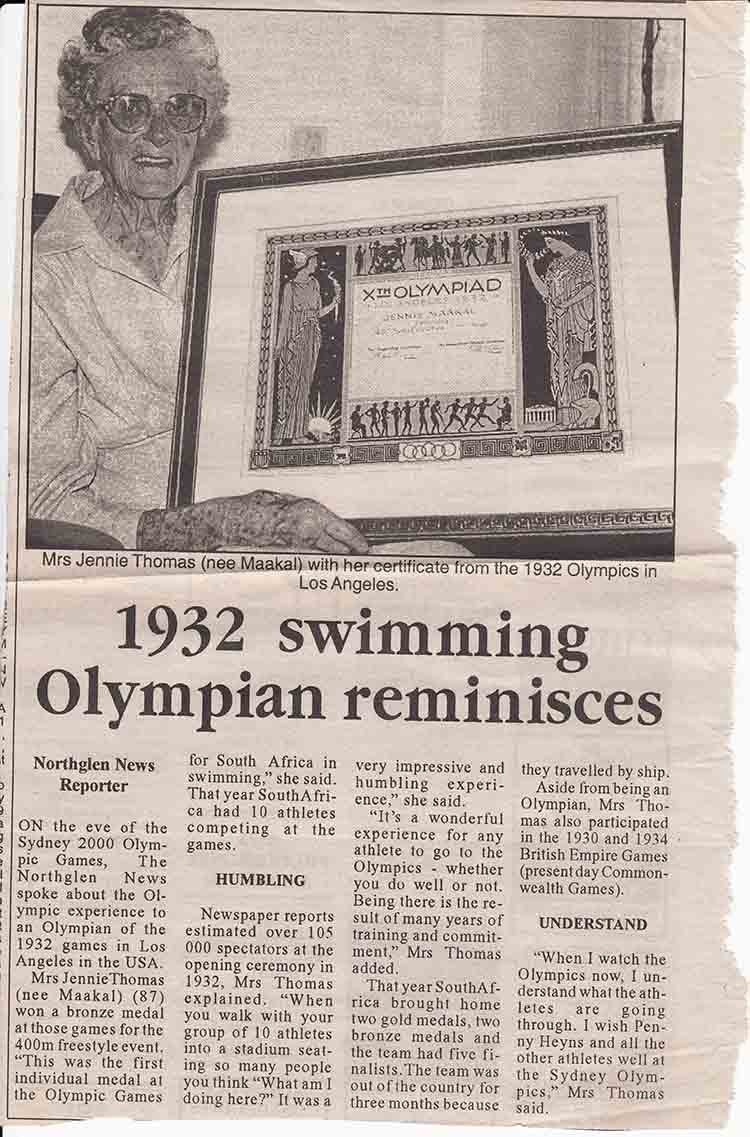 XTH OLYMPIAD
LOS ANGELES 1932
JENNIE MAAKAL
Mrs Jennie Thomas (nee Maakal) with her certificate from the 1932 Olympics in
Los Angeles.
1932 swimming
Olympian reminisces
Northglen News
Reporter
ON the eve of the
Sydney 2000 Olym-
pic Games, The
Northglen News
spoke about the Ol-
ympic experience to
an Olympian of the
1932 games in Los
Angeles in the USA.
Mrs JennieThomas
(nee Maakal) (87)
won a bronze medal
at those games for the
400m freestyle event.
"This was the first
individual medal at
the Olympic Games
for South Africa in
swimming," she said.
That year SouthAfri-
ca had 10 athletes
competing at the
games.
HUMBLING
Newspaper reports
estimated over 105
000 spectators at the
opening ceremony in
1932, Mrs Thomas
explained. "When
you walk with your
group of 10 athletes
into a stadium seat-
ing so many people
you think "What am I
doing here?" It was a
very impressive and
humbling experi-
ence," she said.
"It's a wonderful
experience for any
athlete to go to the
Olympics - whether
you do well or not.
Being there is the re-
sult of many years of
training and commit-
ment," Mrs Thomas
added.
That year SouthAf-
rica brought home
two gold medals, two
bronze medals and
the team had five fi-
nalists. The team was
out of the country for
three months because
they travelled by ship.
Aside from being an
Olympian, Mrs Tho-
mas also participated
in the 1930 and 1934
British Empire Games
(present day Common-
wealth Games).
UNDERSTAND
"When I watch the
Olympics now, I un-
derstand what the ath-
letes are going
through. I wish Pen-
ny Heyns and all the
other athletes well at
the Sydney Olym-
pics," Mrs Thomas
said.